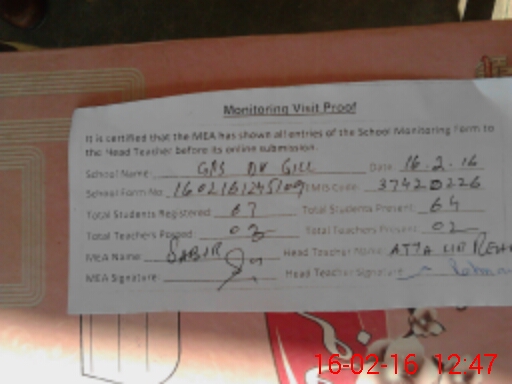 Monitoring Visit Proof
It is certified that the MEA has shown all entries of the School Monitoring Form to
the Head Teacher before its online submission.
School Name GPS DK GILL Date 16.2.16
School Form No. EMIS Code 37420226
Total Students Registered 67 Total Students Present 64
Total Teachers Posted 02 Total Teachers Present 02
MEA Name: SABIR Head Teacher Name: ATTA UR
MEA Signature: Head Teacher Signature Rehman
16-02-16 12:47